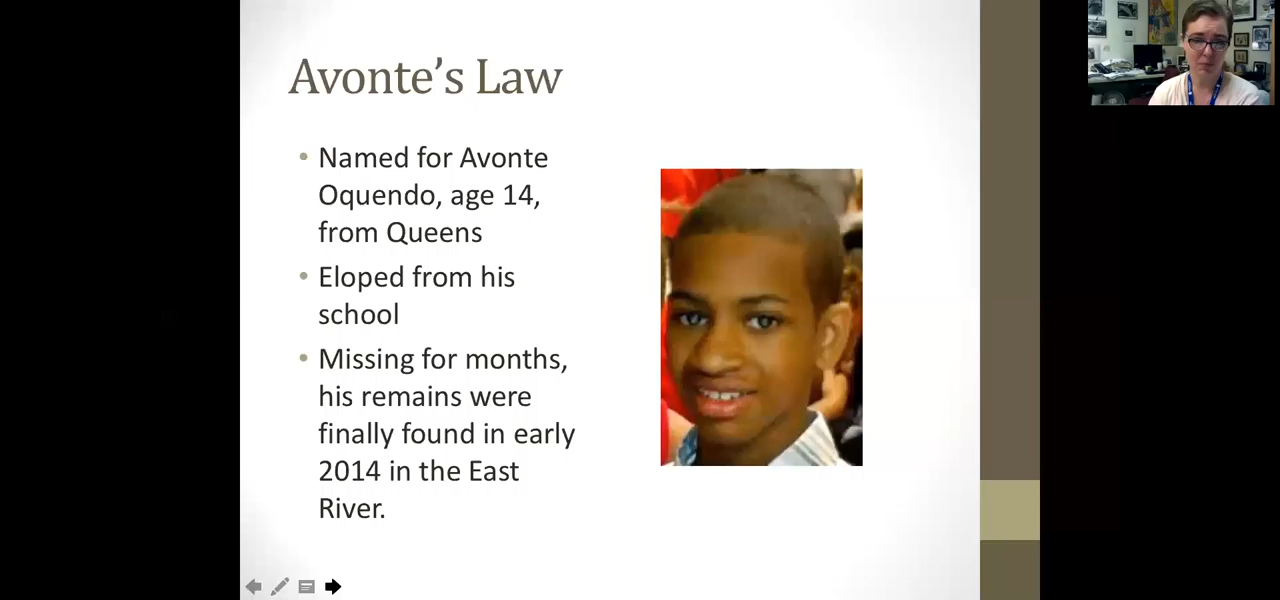 Avonte’s Law
• Named for Avonte
Oquendo, age 14,
from Queens
• Eloped from his
school
• Missing for months,
his remains were
finally found in early
2014 in the East
River.